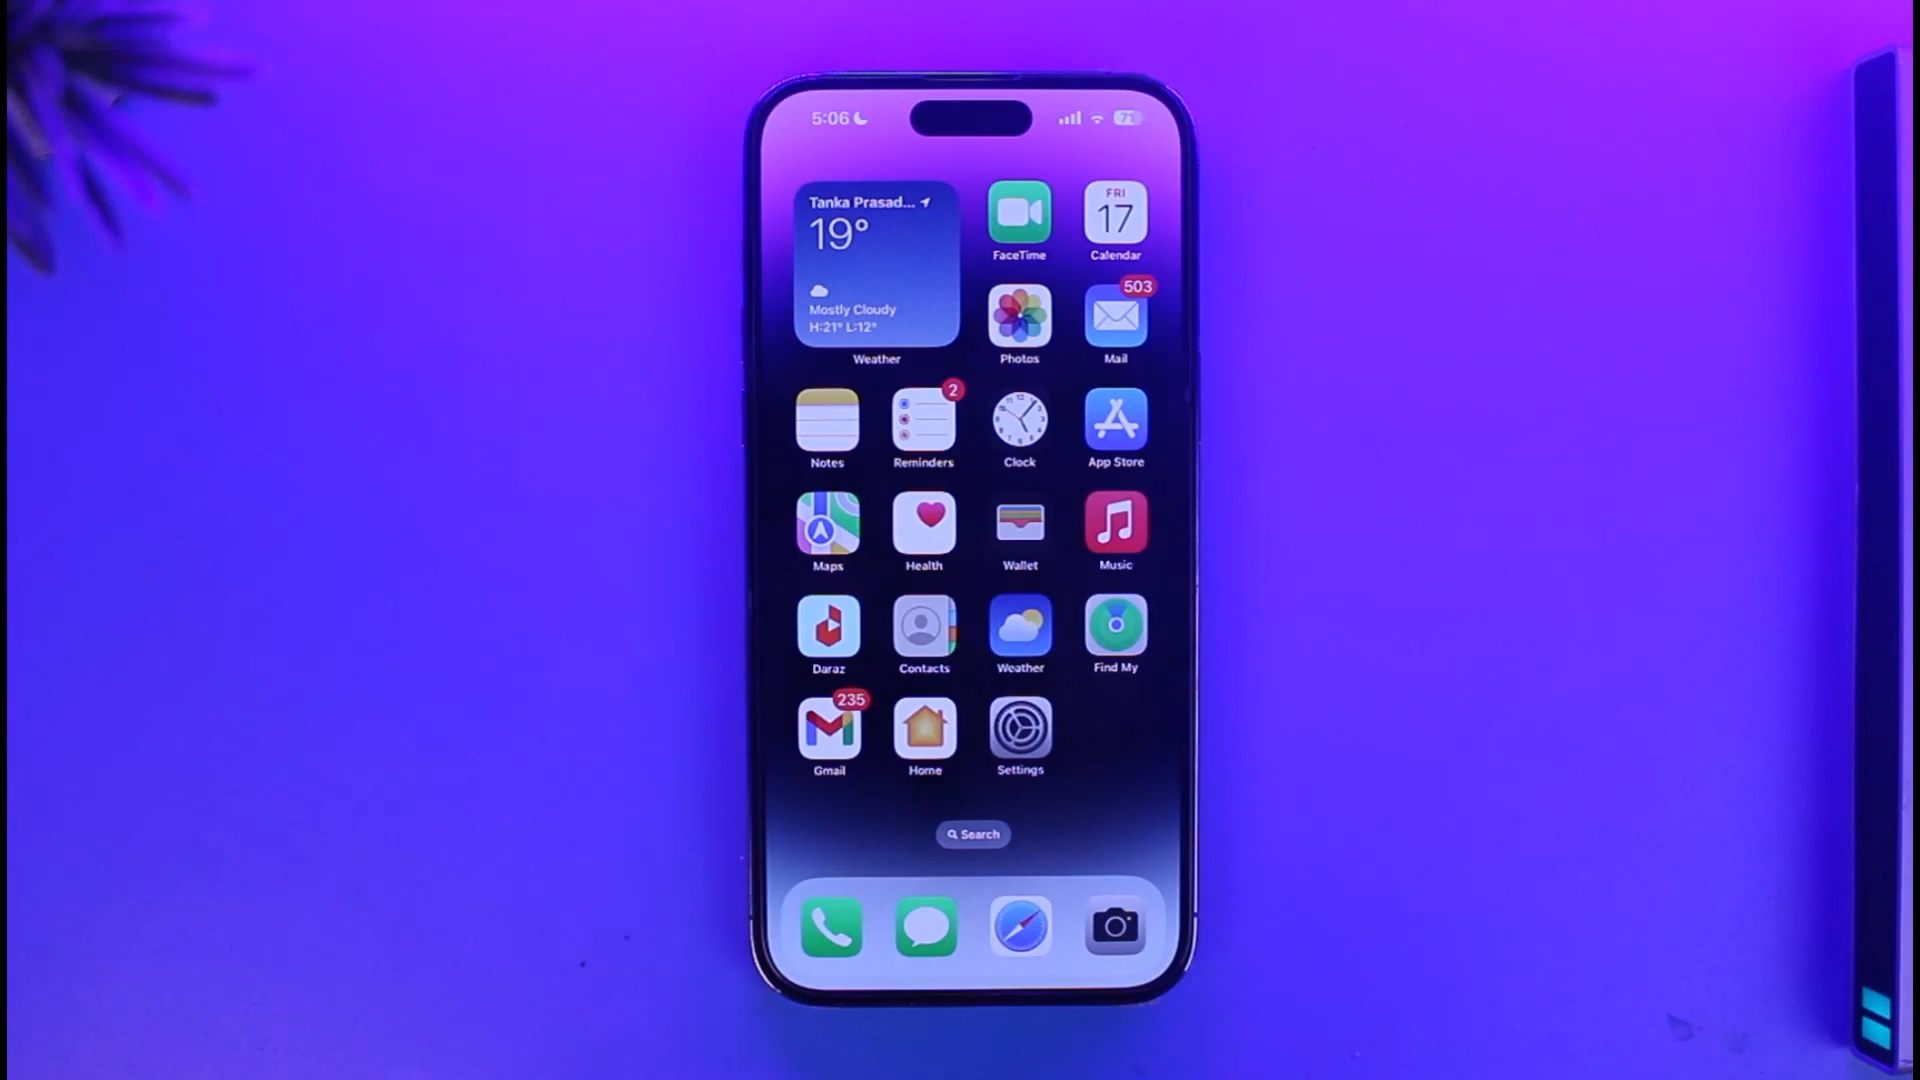 5:06
71
Tanka Prasad...
19°
Mostly Cloudy
H:21° L:12°
Weather
FaceTime
FRI
17
Calendar
Photos
503
Mail
Notes
2
Reminders
Clock
App Store
Maps
Health
Wallet
Music
Daraz
Contacts
Weather
Find My
235
Gmail
Home
Settings
Search